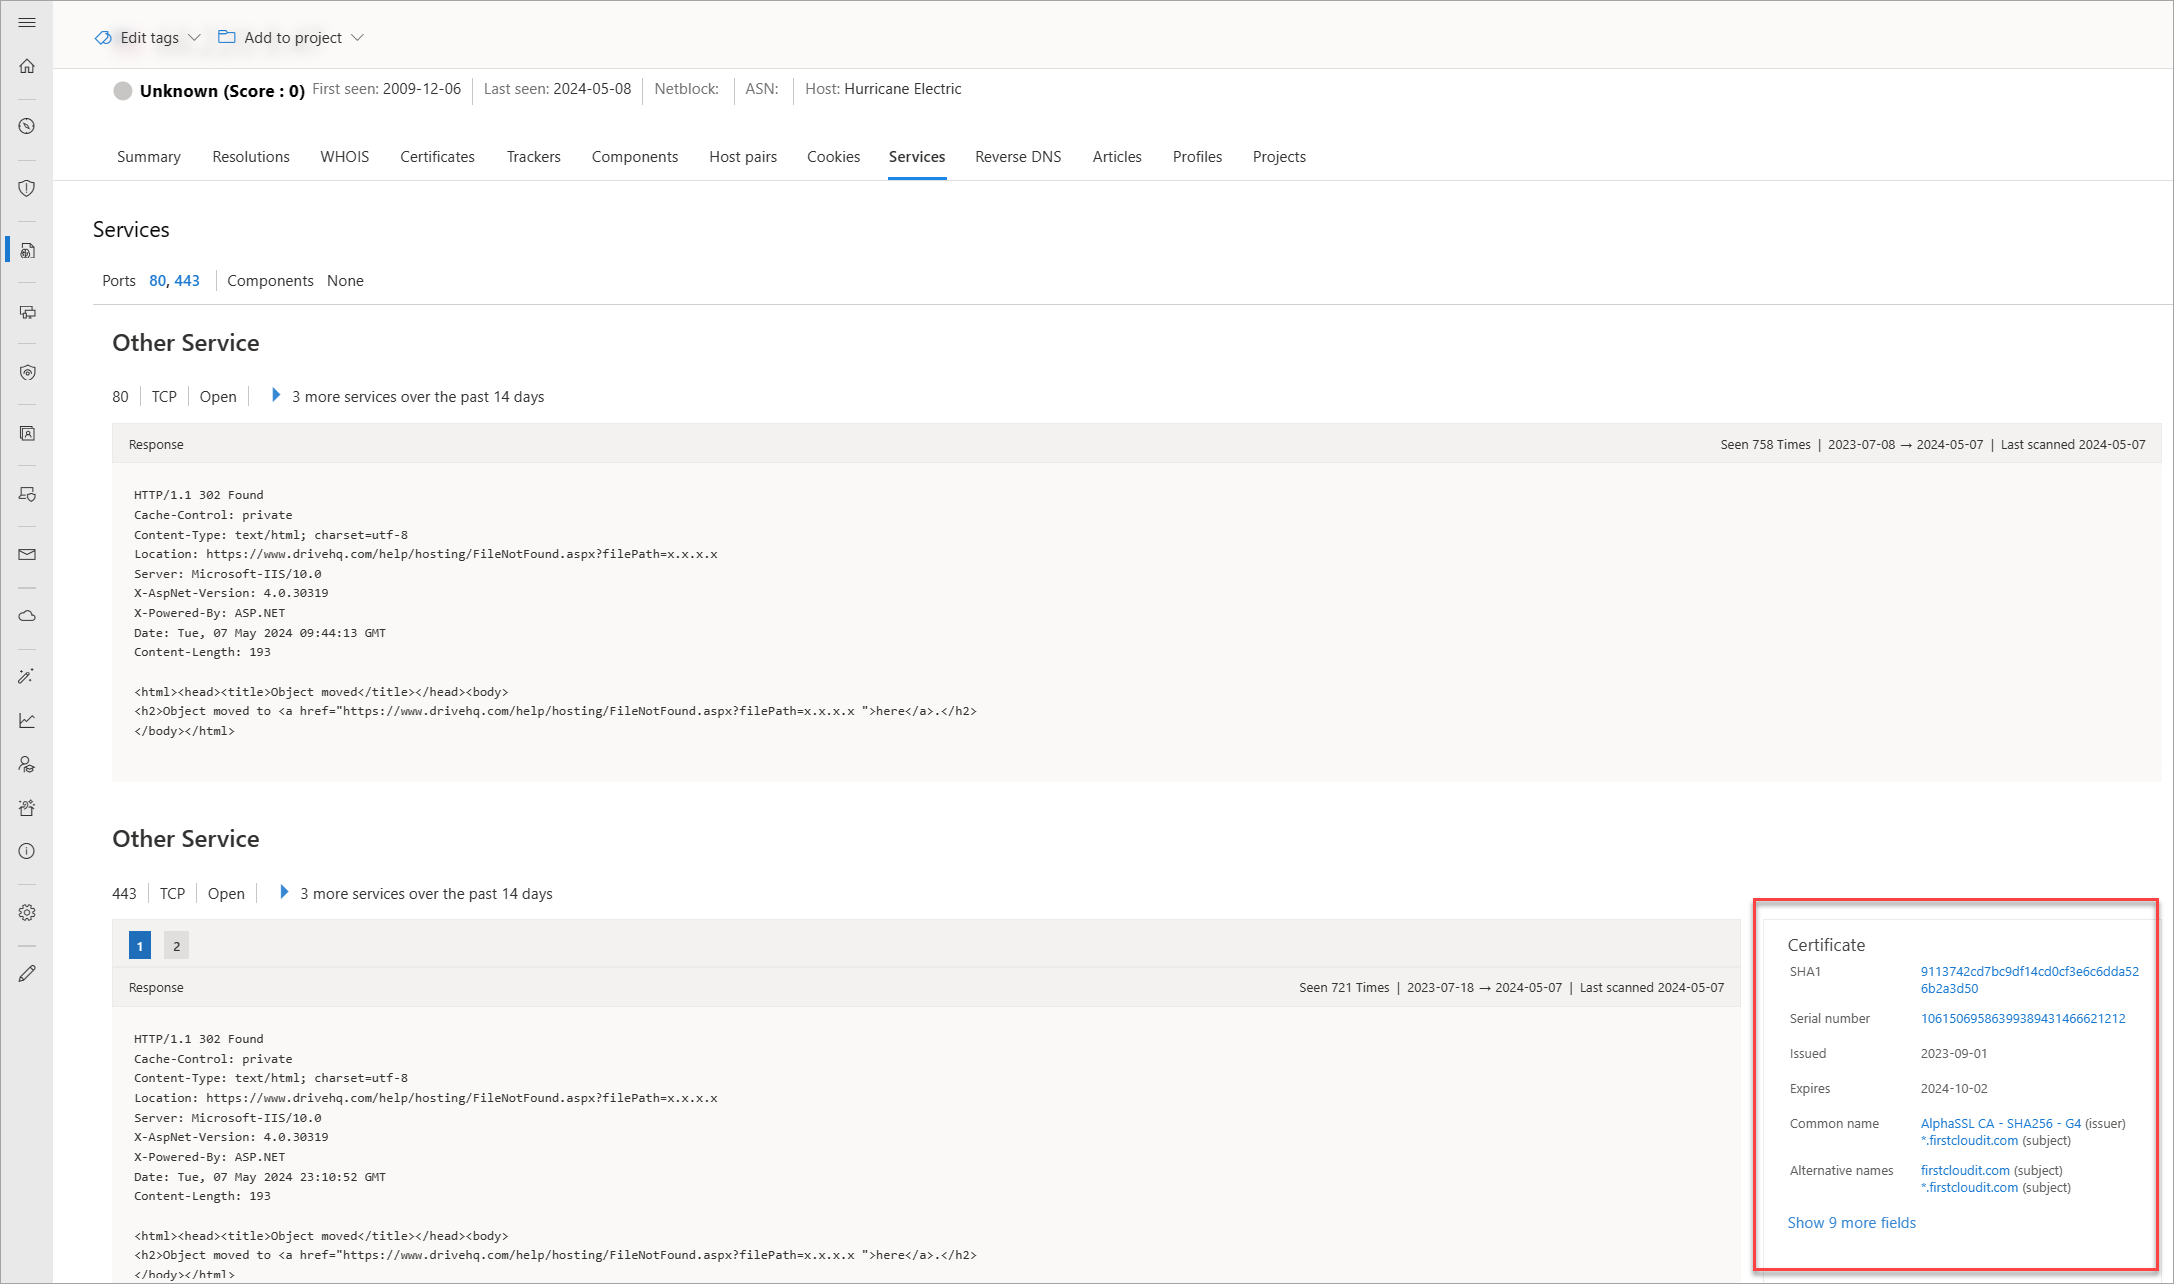 Edit tags Add to project
Unknown (Score : 0) First seen: 2009-12-06 Last seen: 2024-05-08 Netblock: ASN: Host: Hurricane Electric
Summary Resolutions WHOIS Certificates Trackers Components Host pairs Cookies Services Reverse DNS Articles Profiles Projects
Services
Ports 80, 443 Components None
Other Service
80 TCP Open 3 more services over the past 14 days
Response Seen 758 Times | 2023-07-08 → 2024-05-07 | Last scanned 2024-05-07
HTTP/1.1 302 Found
Cache-Control: private
Content-Type: text/html; charset=utf-8
Location: https://www.drivehq.com/help/hosting/FileNotFound.aspx?filePath=x.x.x.x
Server: Microsoft-IIS/10.0
X-AspNet-Version: 4.0.30319
X-Powered-By: ASP.NET
Date: Tue, 07 May 2024 09:44:13 GMT
Content-Length: 193
<html><head><title>Object moved</title></head><body>
<h2>Object moved to <a href="https://www.drivehq.com/help/hosting/FileNotFound.aspx?filePath=x.x.x.x ">here</a>.</h2>
</body></html>
Other Service
443 TCP Open 3 more services over the past 14 days
1 2
Response Seen 721 Times | 2023-07-18 → 2024-05-07 | Last scanned 2024-05-07
HTTP/1.1 302 Found
Cache-Control: private
Content-Type: text/html; charset=utf-8
Location: https://www.drivehq.com/help/hosting/FileNotFound.aspx?filePath=x.x.x.x
Server: Microsoft-IIS/10.0
X-AspNet-Version: 4.0.30319
X-Powered-By: ASP.NET
Date: Tue, 07 May 2024 23:10:52 GMT
Content-Length: 193
<html><head><title>Object moved</title></head><body>
<h2>Object moved to <a href="https://www.drivehq.com/help/hosting/FileNotFound.aspx?filePath=x.x.x.x ">here</a>.</h2>
</body></html>
Certificate
SHA1 9113742cd7bc9df14cd0cf3e6c6dda52
6b2a3d50
Serial number 10615069586399389431466621212
Issued 2023-09-01
Expires 2024-10-02
Common name AlphaSSL CA - SHA256 - G4 (issuer)
*.firstcloudit.com (subject)
Alternative names firstcloudit.com (subject)
*.firstcloudit.com (subject)
Show 9 more fields